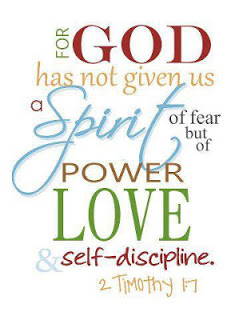 FOR GOD
has not given us
a Spirit of fear
but of
POWER
LOVE
& self-discipline.
2 Timothy 1:7